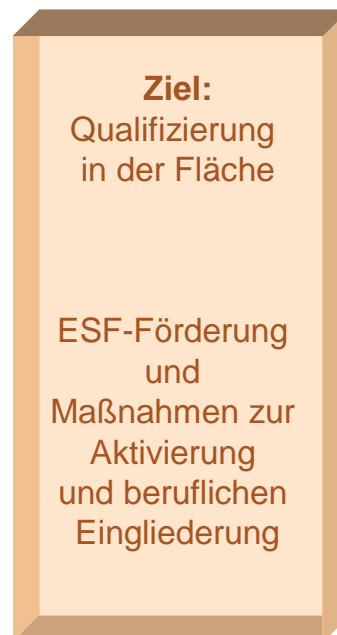 Ziel:
Qualifizierung
in der Fläche
ESF-Förderung
und
Maßnahmen zur
Aktivierung
und beruflichen
Eingliederung